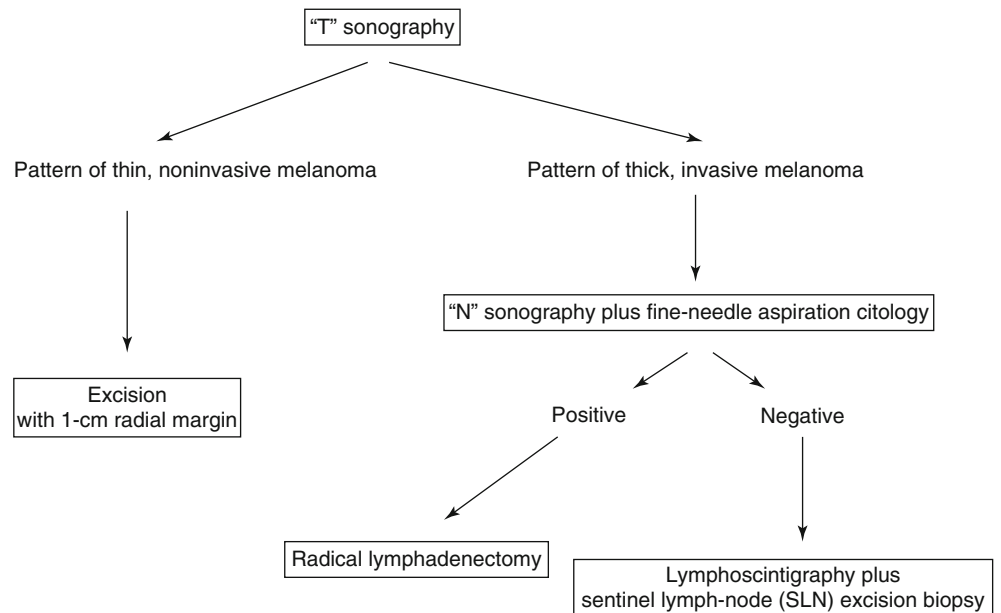 “T” sonography
Pattern of thin, noninvasive melanoma
Pattern of thick, invasive melanoma
“N” sonography plus fine-needle aspiration citology
Excision
with 1-cm radial margin
Positive
Negative
Radical lymphadenectomy
Lymphoscintigraphy plus
sentinel lymph-node (SLN) excision biopsy